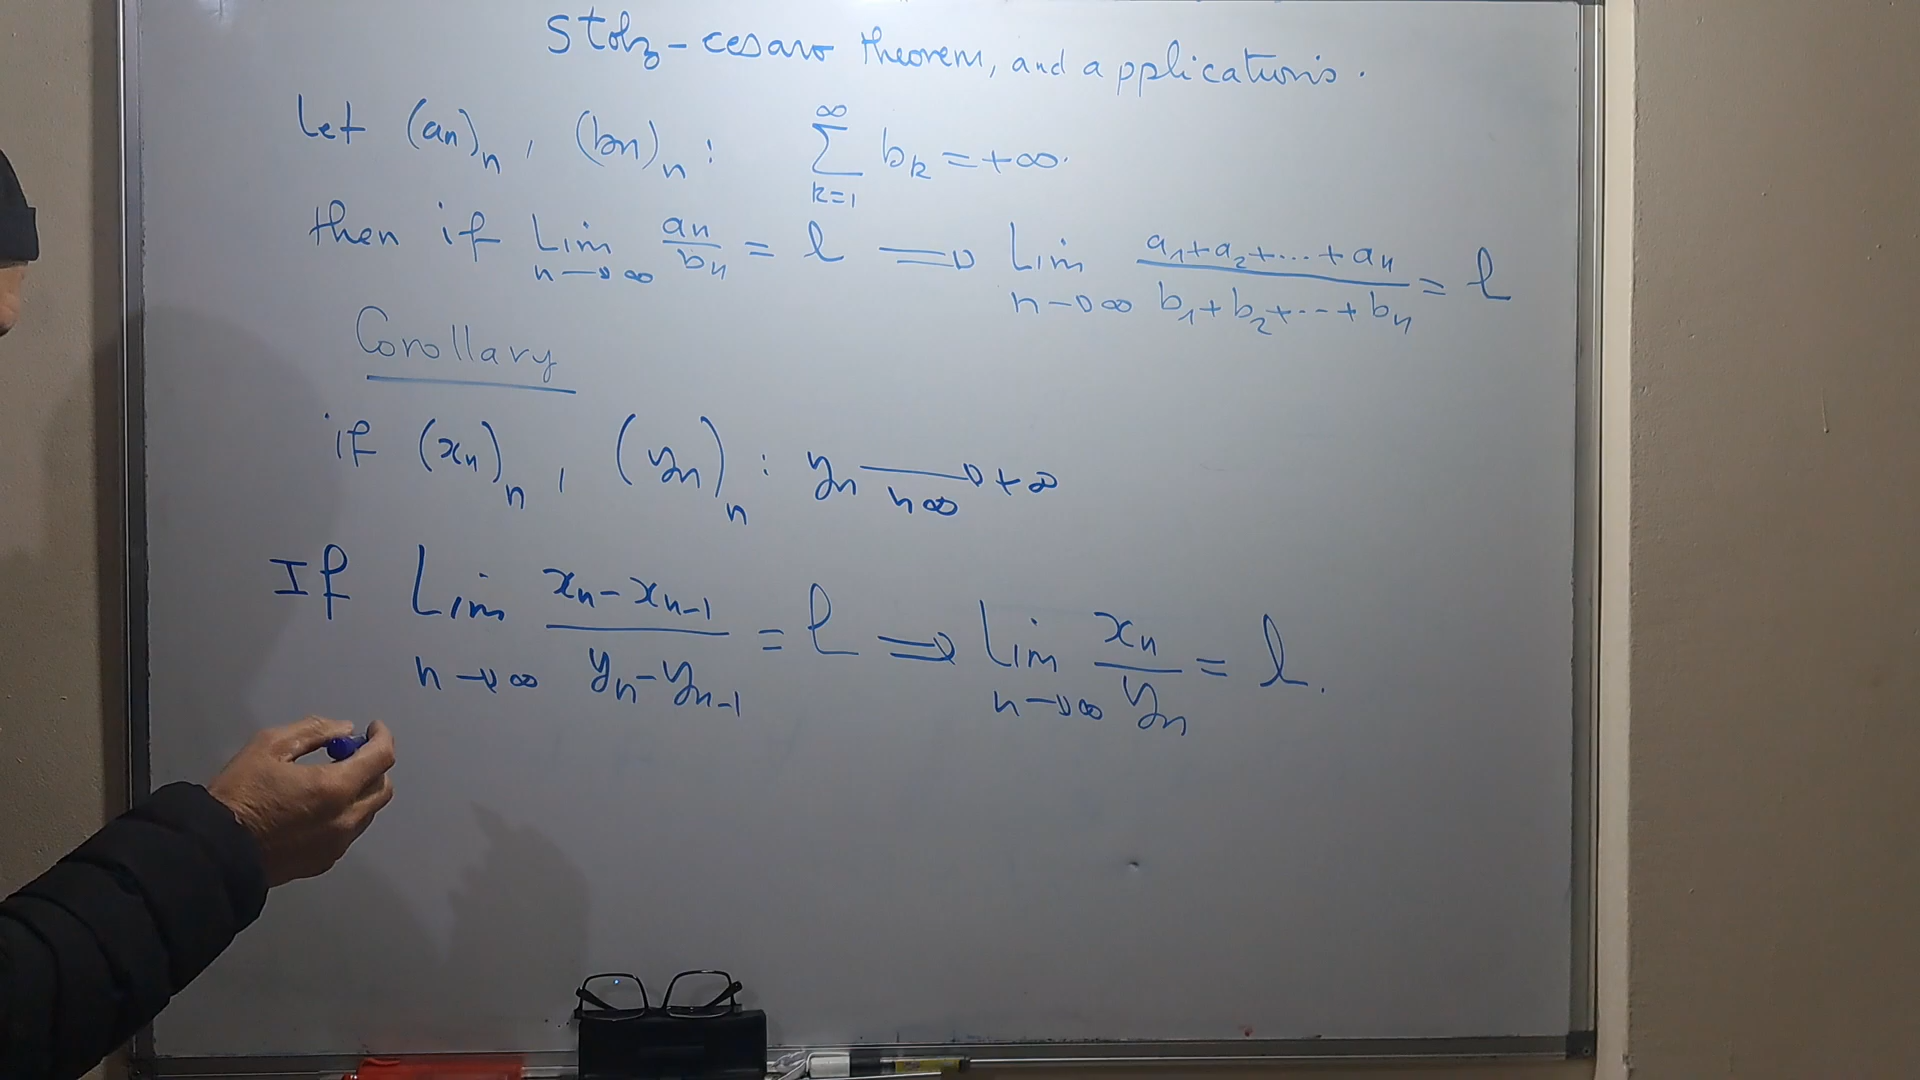 Stolz-cesaro theorem, and applications.
Let (an)n, (bn)n : ∑_{k=1}^{∞} bk = +∞.
then if Lim_{n→∞} an/bn = l ⟹ Lim_{n→∞} (a1+a2+...+an)/(b1+b2+...+bn) = l
Corollary
if (xn)n, (yn)n : yn →_{n∞} +∞
If Lim_{n→∞} (xn-xn-1)/(yn-yn-1) = l ⟹ Lim_{n→∞} xn/yn = l.